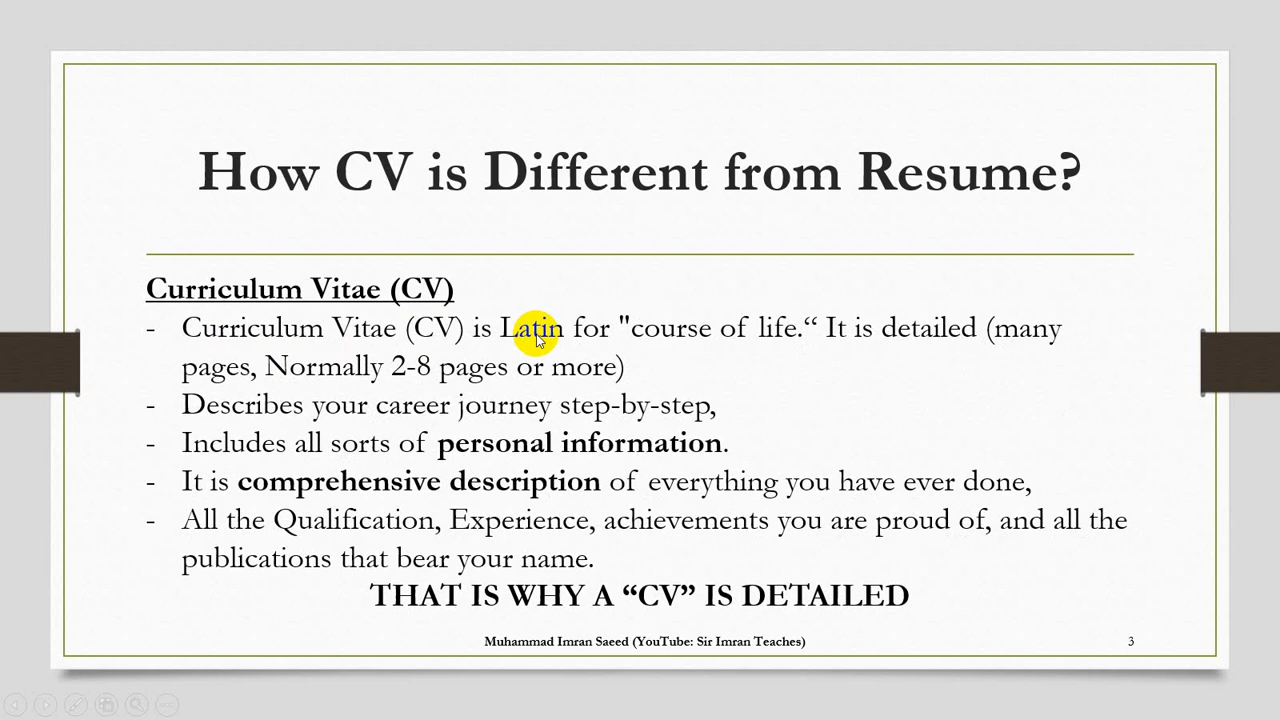 How CV is Different from Resume?
Curriculum Vitae (CV)
- Curriculum Vitae (CV) is Latin for "course of life.“ It is detailed (many
pages, Normally 2-8 pages or more)
- Describes your career journey step-by-step,
- Includes all sorts of personal information.
- It is comprehensive description of everything you have ever done,
- All the Qualification, Experience, achievements you are proud of, and all the
publications that bear your name.
THAT IS WHY A “CV” IS DETAILED
Muhammad Imran Saeed (YouTube: Sir Imran Teaches)
3